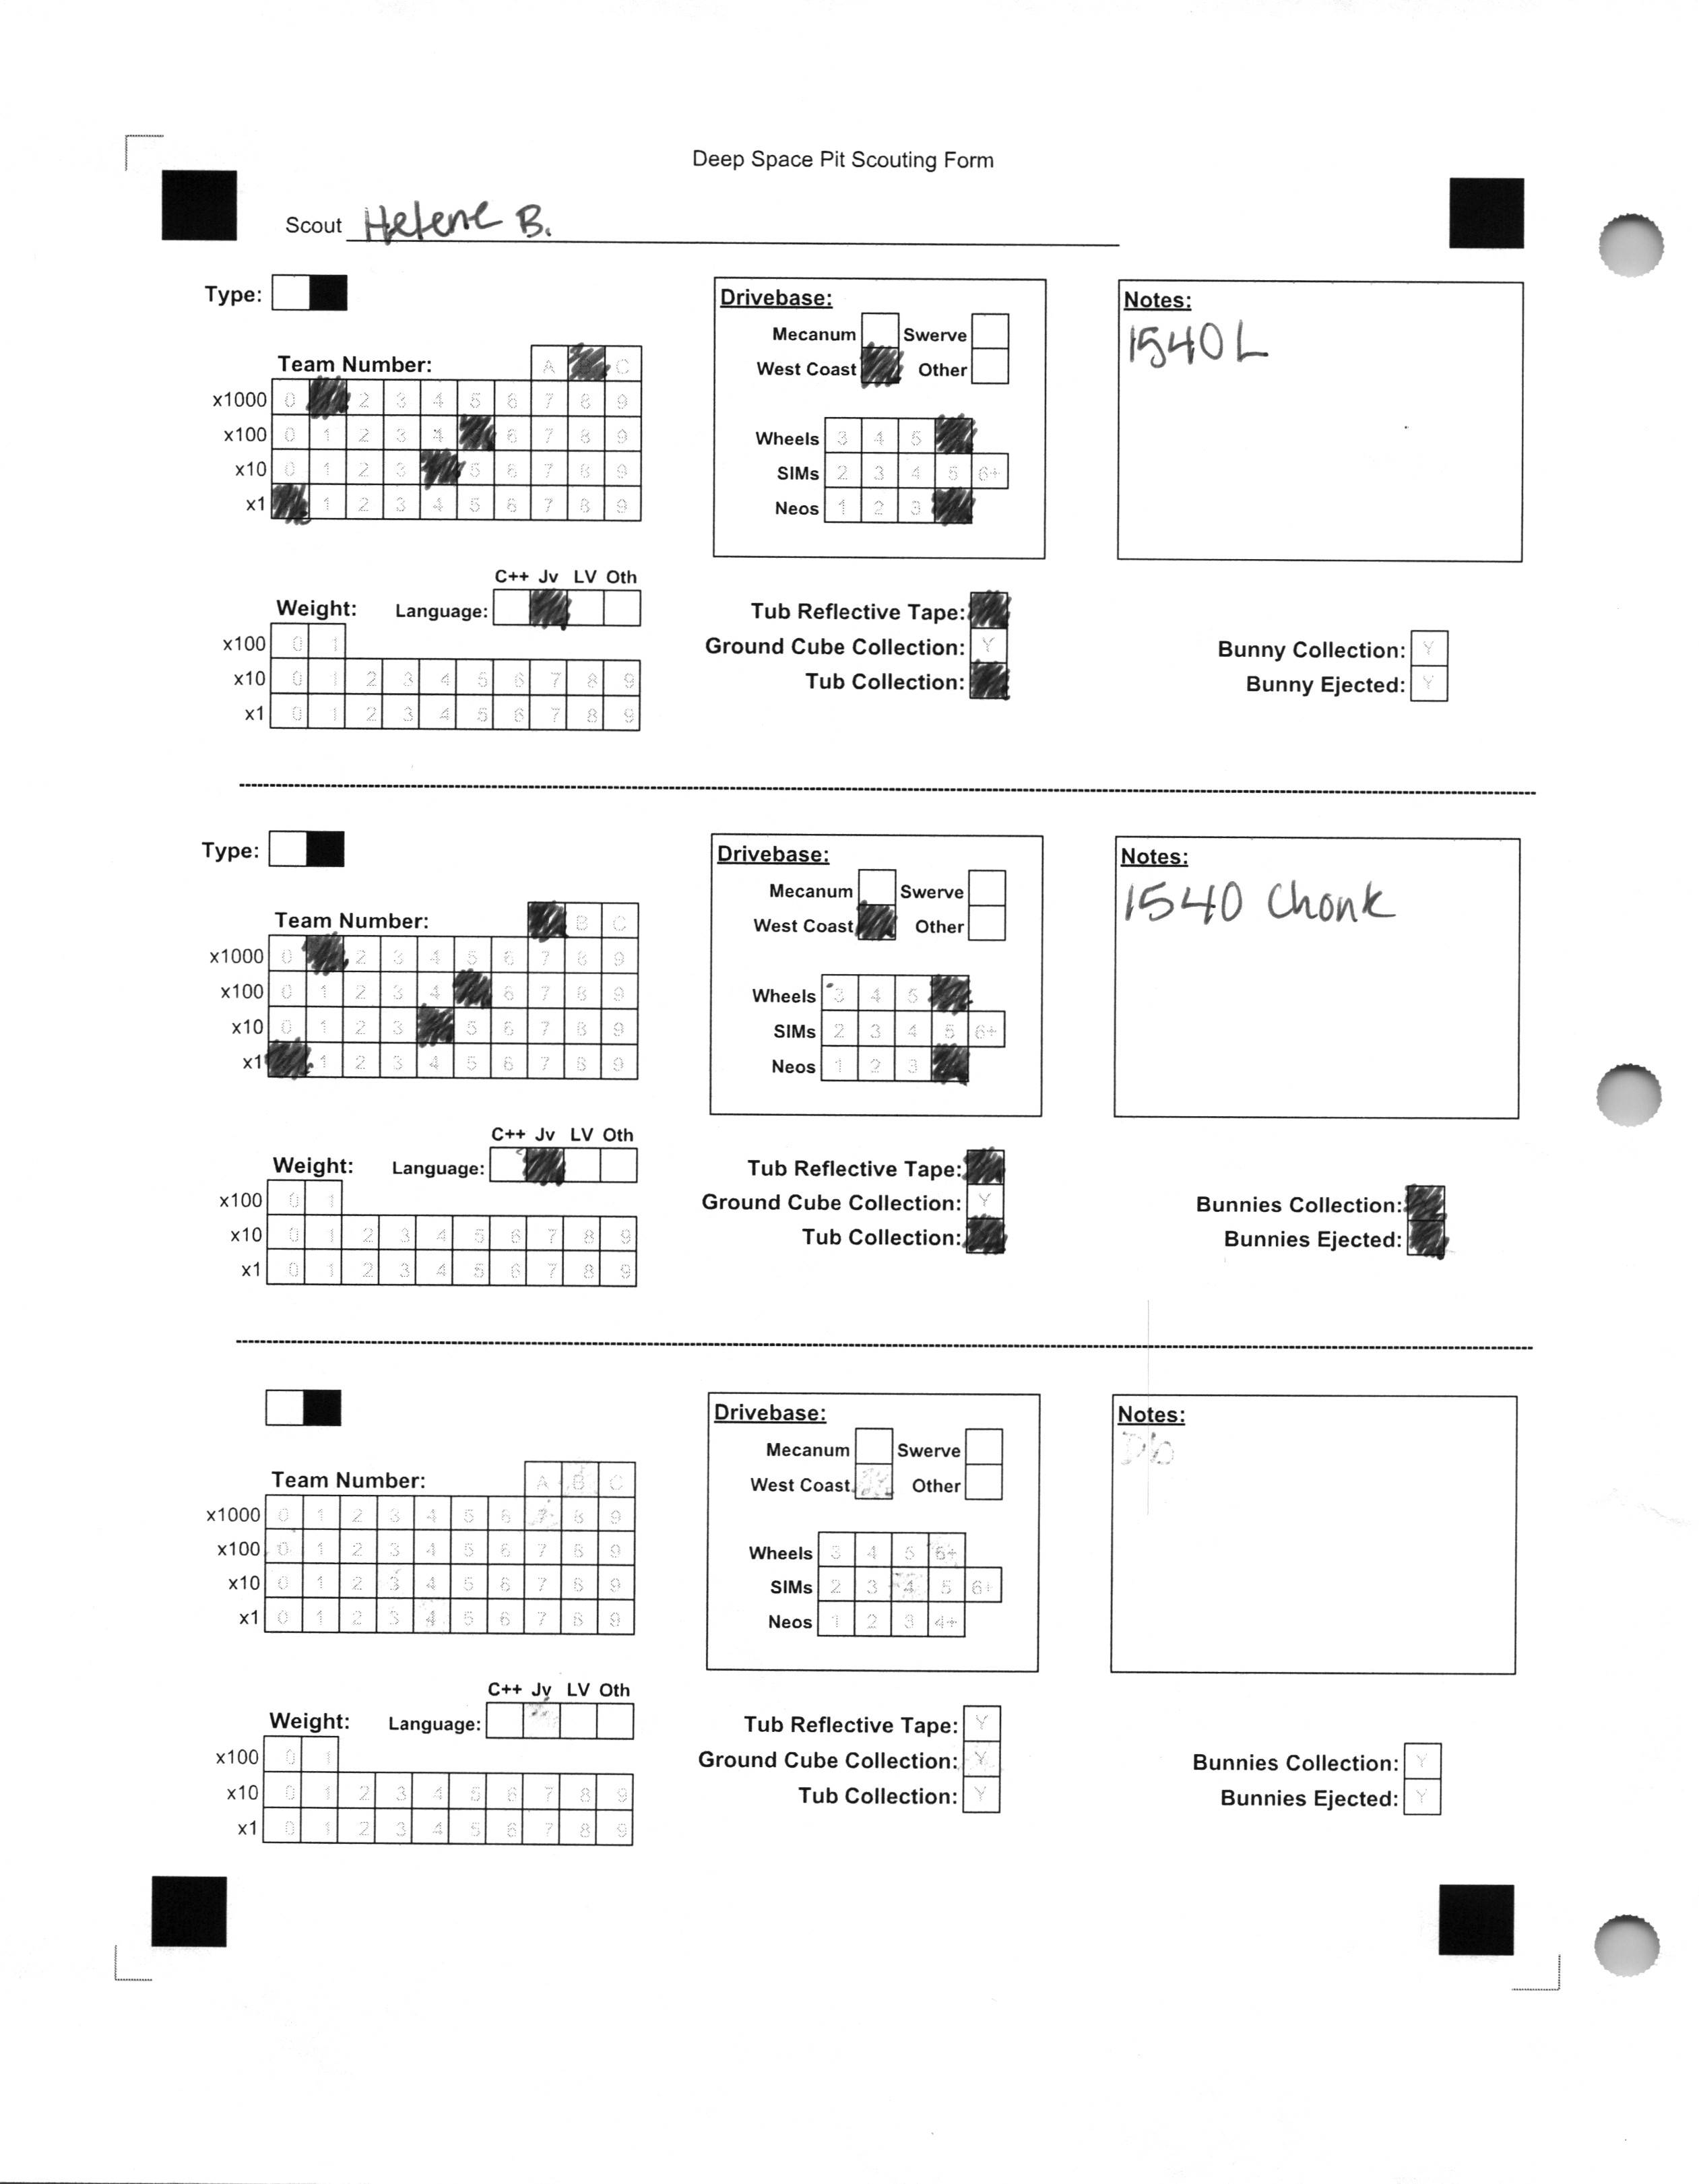 Deep Space Pit Scouting Form
Scout Helene B.
Type:
Team Number: A C
x1000 0 2 3 4 5 6 7 8 9
x100 0 1 2 3 4 6 7 8 9
x10 0 1 2 3 5 6 7 8 9
x1 1 2 3 4 5 6 7 8 9
C++ Jv LV Oth
Weight: Language:
x100 0 1
x10 0 1 2 3 4 5 6 7 8 9
x1 0 1 2 3 4 5 6 7 8 9
Drivebase:
Mecanum Swerve
West Coast Other
Wheels 3 4 5
SIMs 2 3 4 5 6+
Neos 1 2 3
Tub Reflective Tape:
Ground Cube Collection: Y
Tub Collection:
Notes:
1540 L
Bunny Collection: Y
Bunny Ejected: Y
Type:
Team Number: B C
x1000 0 2 3 4 5 6 7 8 9
x100 0 1 2 3 4 6 7 8 9
x10 0 1 2 3 5 6 7 8 9
x1 1 2 3 4 5 6 7 8 9
C++ Jv LV Oth
Weight: Language:
x100 0 1
x10 0 1 2 3 4 5 6 7 8 9
x1 0 1 2 3 4 5 6 7 8 9
Drivebase:
Mecanum Swerve
West Coast Other
Wheels 3 4 5
SIMs 2 3 4 5 6+
Neos 1 2 3
Tub Reflective Tape:
Ground Cube Collection: Y
Tub Collection:
Notes:
1540 Chonk
Bunnies Collection:
Bunnies Ejected:
Team Number: A B C
x1000 0 1 2 3 4 5 6 7 8 9
x100 0 1 2 3 4 5 6 7 8 9
x10 0 1 2 3 4 5 6 7 8 9
x1 0 1 2 3 4 5 6 7 8 9
C++ Jv LV Oth
Weight: Language:
x100 0 1
x10 0 1 2 3 4 5 6 7 8 9
x1 0 1 2 3 4 5 6 7 8 9
Drivebase:
Mecanum Swerve
West Coast Other
Wheels 3 4 5 6+
SIMs 2 3 4 5 6+
Neos 1 2 3 4+
Tub Reflective Tape: Y
Ground Cube Collection: Y
Tub Collection: Y
Notes:
Bunnies Collection: Y
Bunnies Ejected: Y